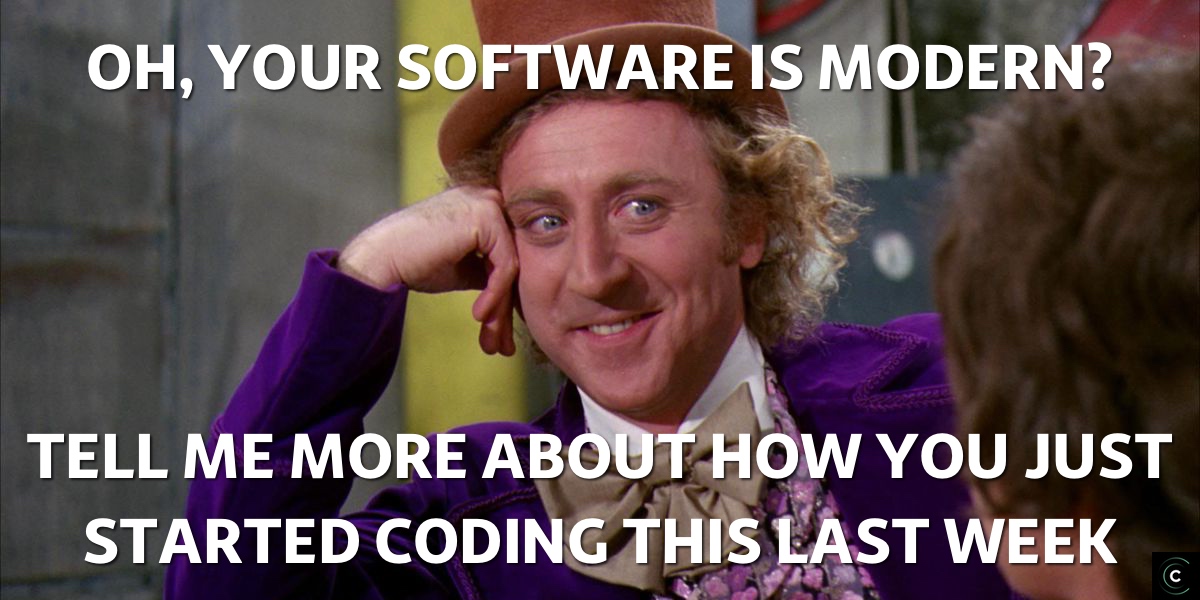 OH, YOUR SOFTWARE IS MODERN?
TELL ME MORE ABOUT HOW YOU JUST
STARTED CODING THIS LAST WEEK
C